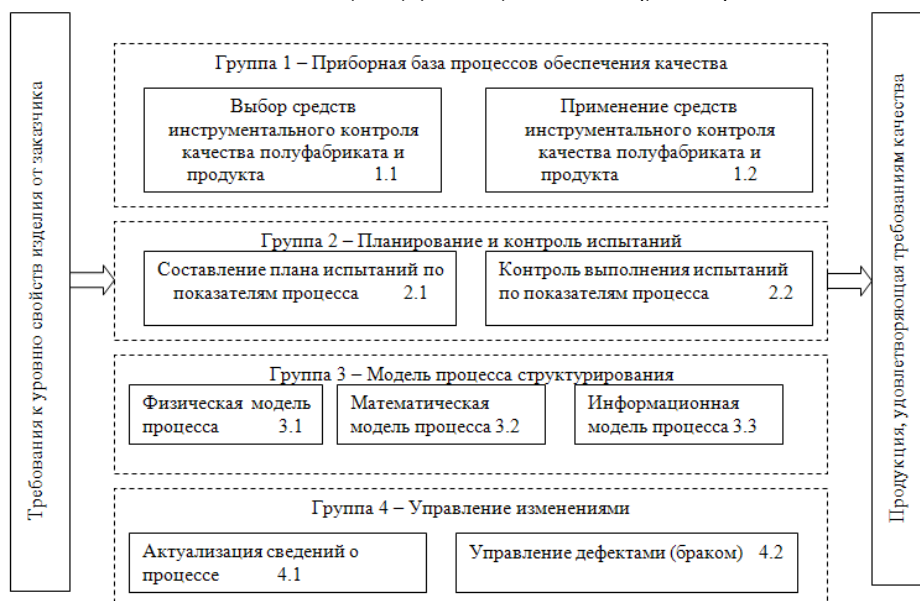 Требования к уровню свойств изделия от заказчика
Группа 1 – Приборная база процессов обеспечения качества
Выбор средств
инструментального контроля
качества полуфабриката и
продукта 1.1
Применение средств
инструментального контроля
качества полуфабриката и
продукта 1.2
Группа 2 – Планирование и контроль испытаний
Составление плана испытаний по
показателям процесса 2.1
Контроль выполнения испытаний
по показателям процесса 2.2
Группа 3 – Модель процесса структурирования
Физическая модель
процесса 3.1
Математическая
модель процесса 3.2
Информационная
модель процесса 3.3
Группа 4 – Управление изменениями
Актуализация сведений о
процессе 4.1
Управление дефектами (браком) 4.2
Продукция, удовлетворяющая требованиям качества